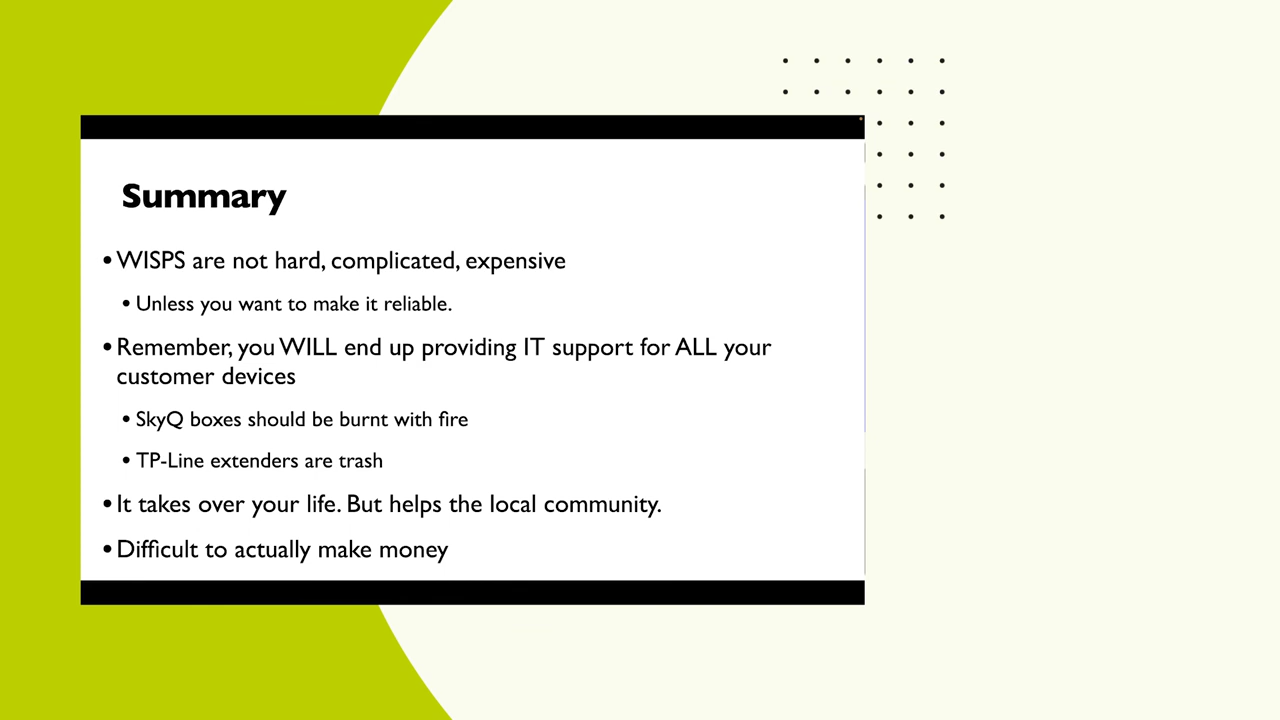 Summary
• WISPS are not hard, complicated, expensive
• Unless you want to make it reliable.
• Remember, you WILL end up providing IT support for ALL your
customer devices
• SkyQ boxes should be burnt with fire
• TP-Line extenders are trash
• It takes over your life. But helps the local community.
• Difficult to actually make money